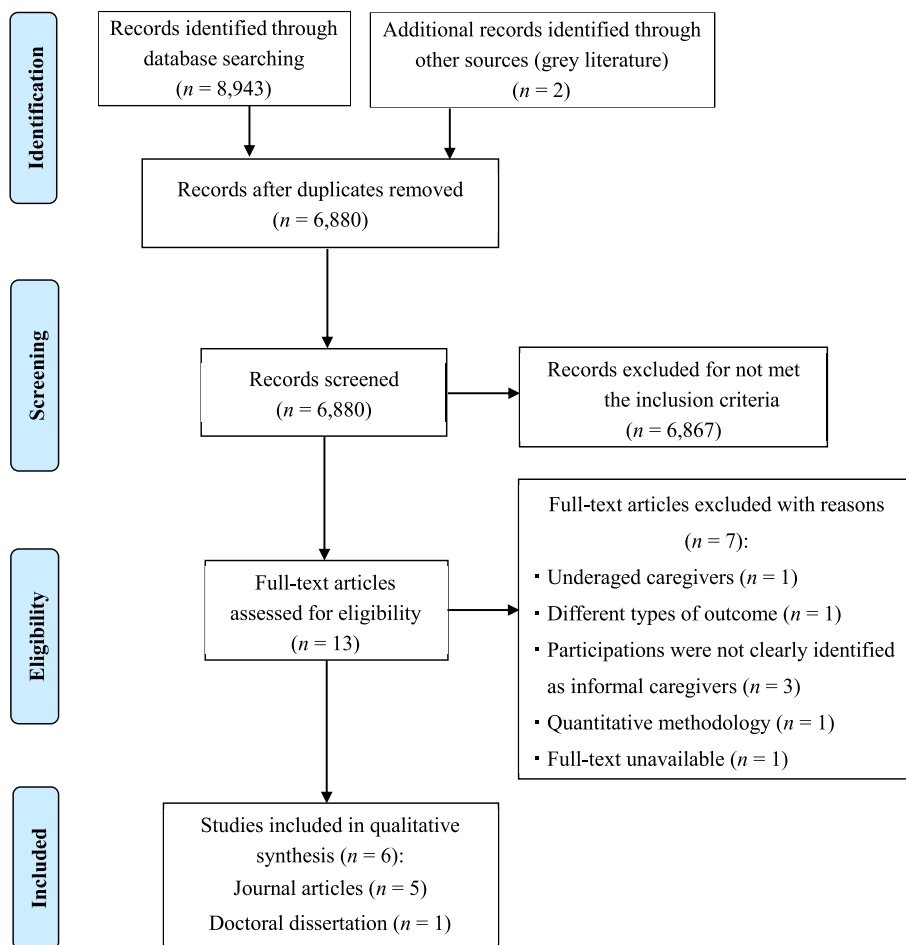 Identification
Records identified through
database searching
(n = 8,943)
Additional records identified through
other sources (grey literature)
(n = 2)
Records after duplicates removed
(n = 6,880)
Screening
Records screened
(n = 6,880)
Records excluded for not met
the inclusion criteria
(n = 6,867)
Eligibility
Full-text articles
assessed for eligibility
(n = 13)
Full-text articles excluded with reasons
(n = 7):
・Underaged caregivers (n = 1)
・Different types of outcome (n = 1)
・Participations were not clearly identified
as informal caregivers (n = 3)
・Quantitative methodology (n = 1)
・Full-text unavailable (n = 1)
Included
Studies included in qualitative
synthesis (n = 6):
Journal articles (n = 5)
Doctoral dissertation (n = 1)